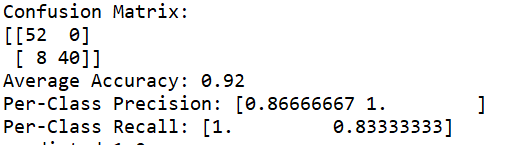 Confusion Matrix:
[[52  0]
 [ 8 40]]
Average Accuracy: 0.92
Per-Class Precision: [0.86666667 1.        ]
Per-Class Recall: [1.         0.83333333]